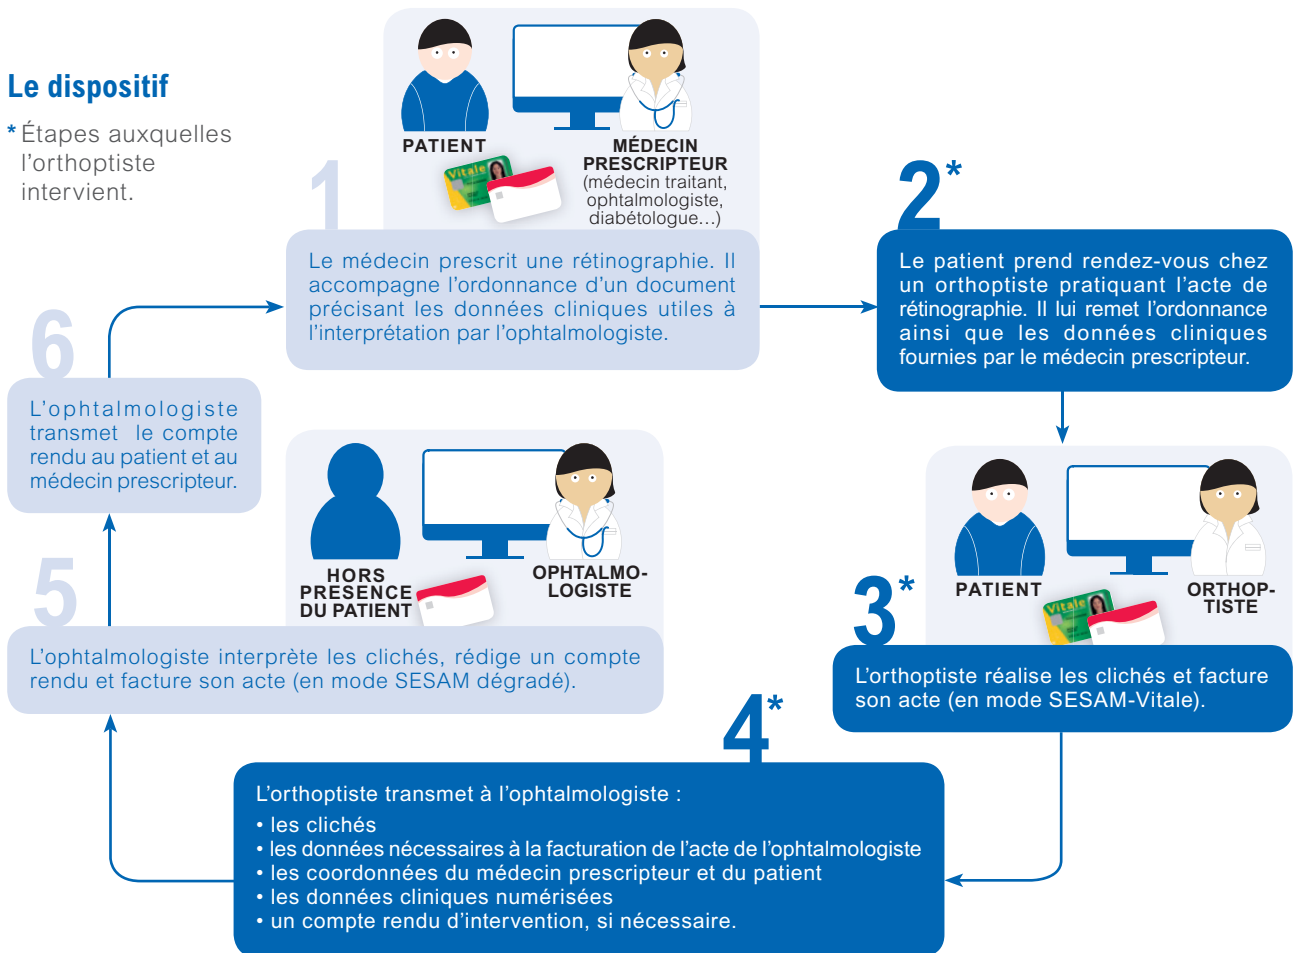 Le dispositif
* Étapes auxquelles
l'orthoptiste
intervient.
PATIENT
MÉDECIN
PRESCRIPTEUR
(médecin traitant,
ophtalmologiste,
diabétologue…)
Vitale
1
Le médecin prescrit une rétinographie. Il
accompagne l'ordonnance d'un document
précisant les données cliniques utiles à
l'interprétation par l'ophtalmologiste.
2*
Le patient prend rendez-vous chez
un orthoptiste pratiquant l'acte de
rétinographie. Il lui remet l'ordonnance
ainsi que les données cliniques
fournies par le médecin prescripteur.
PATIENT
ORTHOP-
TISTE
Vitale
3*
L'orthoptiste réalise les clichés et facture
son acte (en mode SESAM-Vitale).
4*
L'orthoptiste transmet à l'ophtalmologiste :
• les clichés
• les données nécessaires à la facturation de l'acte de l'ophtalmologiste
• les coordonnées du médecin prescripteur et du patient
• les données cliniques numérisées
• un compte rendu d'intervention, si nécessaire.
HORS
PRESENCE
DU PATIENT
OPHTALMO-
LOGISTE
5
L'ophtalmologiste interprète les clichés, rédige un compte
rendu et facture son acte (en mode SESAM dégradé).
6
L'ophtalmologiste
transmet le compte
rendu au patient et au
médecin prescripteur.